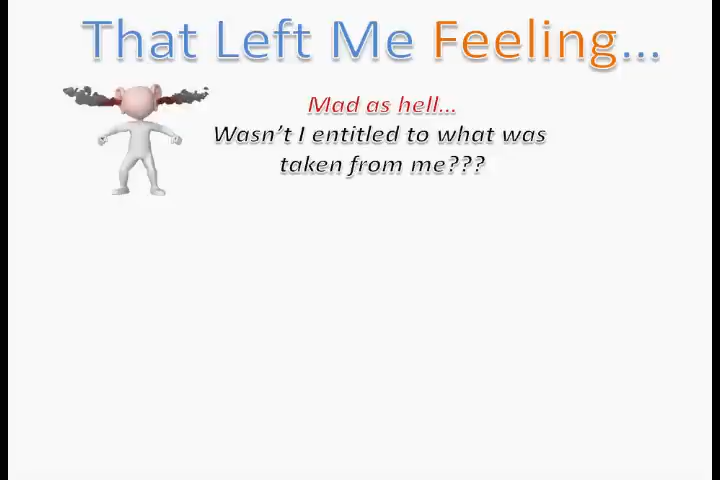 That Left Me Feeling...
Mad as hell...
Wasn't I entitled to what was
taken from me???